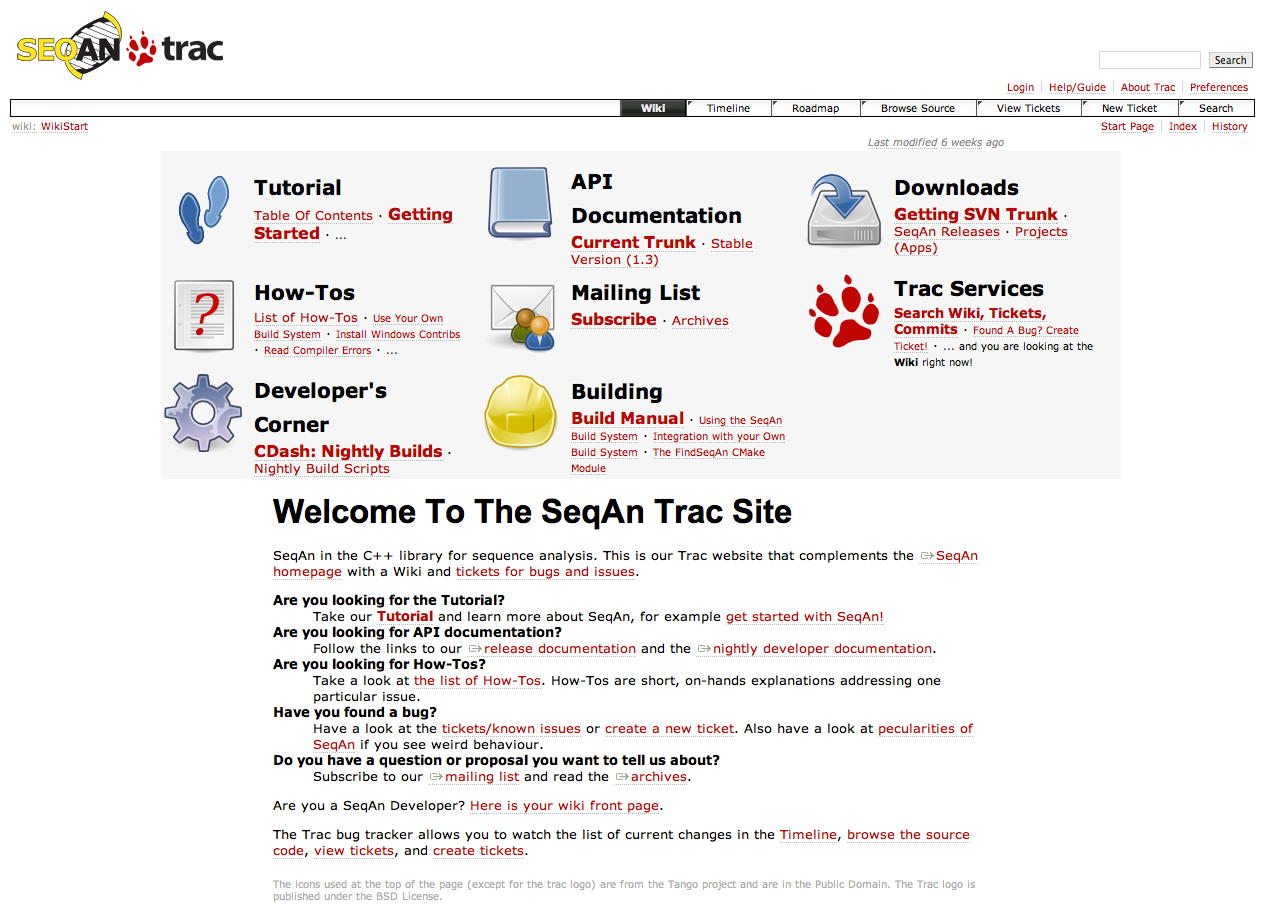 SEQAN trac
Search
Login Help/Guide About Trac Preferences
Wiki Timeline Roadmap Browse Source View Tickets New Ticket Search
wiki: WikiStart
Start Page Index History
Last modified 6 weeks ago
Tutorial
Table Of Contents · Getting
Started · ...
API
Documentation
Current Trunk · Stable
Version (1.3)
Downloads
Getting SVN Trunk ·
SeqAn Releases · Projects
(Apps)
?
How-Tos
List of How-Tos · Use Your Own
Build System · Install Windows Contribs
· Read Compiler Errors · ...
Mailing List
Subscribe · Archives
Trac Services
Search Wiki, Tickets,
Commits · Found A Bug? Create
Ticket! · ... and you are looking at the
Wiki right now!
Developer's
Corner
CDash: Nightly Builds ·
Nightly Build Scripts
Building
Build Manual · Using the SeqAn
Build System · Integration with your Own
Build System · The FindSeqAn CMake
Module
Welcome To The SeqAn Trac Site
SeqAn in the C++ library for sequence analysis. This is our Trac website that complements the SeqAn
homepage with a Wiki and tickets for bugs and issues.
Are you looking for the Tutorial?
Take our Tutorial and learn more about SeqAn, for example get started with SeqAn!
Are you looking for API documentation?
Follow the links to our release documentation and the nightly developer documentation.
Are you looking for How-Tos?
Take a look at the list of How-Tos. How-Tos are short, on-hands explanations addressing one
particular issue.
Have you found a bug?
Have a look at the tickets/known issues or create a new ticket. Also have a look at pecularities of
SeqAn if you see weird behaviour.
Do you have a question or proposal you want to tell us about?
Subscribe to our mailing list and read the archives.
Are you a SeqAn Developer? Here is your wiki front page.
The Trac bug tracker allows you to watch the list of current changes in the Timeline, browse the source
code, view tickets, and create tickets.
The icons used at the top of the page (except for the trac logo) are from the Tango project and are in the Public Domain. The Trac logo is
published under the BSD License.